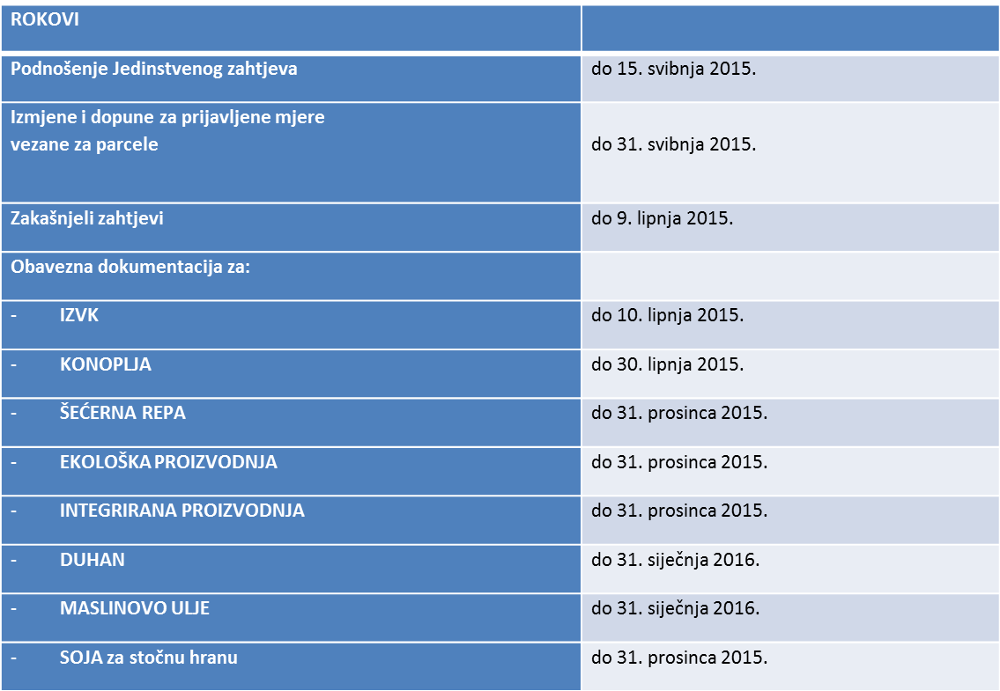 ROKOVI
Podnošenje Jedinstvenog zahtjeva do 15. svibnja 2015.
Izmjene i dopune za prijavljene mjere
vezane za parcele do 31. svibnja 2015.
Zakašnjeli zahtjevi do 9. lipnja 2015.
Obavezna dokumentacija za:
- IZVK do 10. lipnja 2015.
- KONOPLJA do 30. lipnja 2015.
- ŠEĆERNA REPA do 31. prosinca 2015.
- EKOLOŠKA PROIZVODNJA do 31. prosinca 2015.
- INTEGRIRANA PROIZVODNJA do 31. prosinca 2015.
- DUHAN do 31. siječnja 2016.
- MASLINOVO ULJE do 31. siječnja 2016.
- SOJA za stočnu hranu do 31. prosinca 2015.